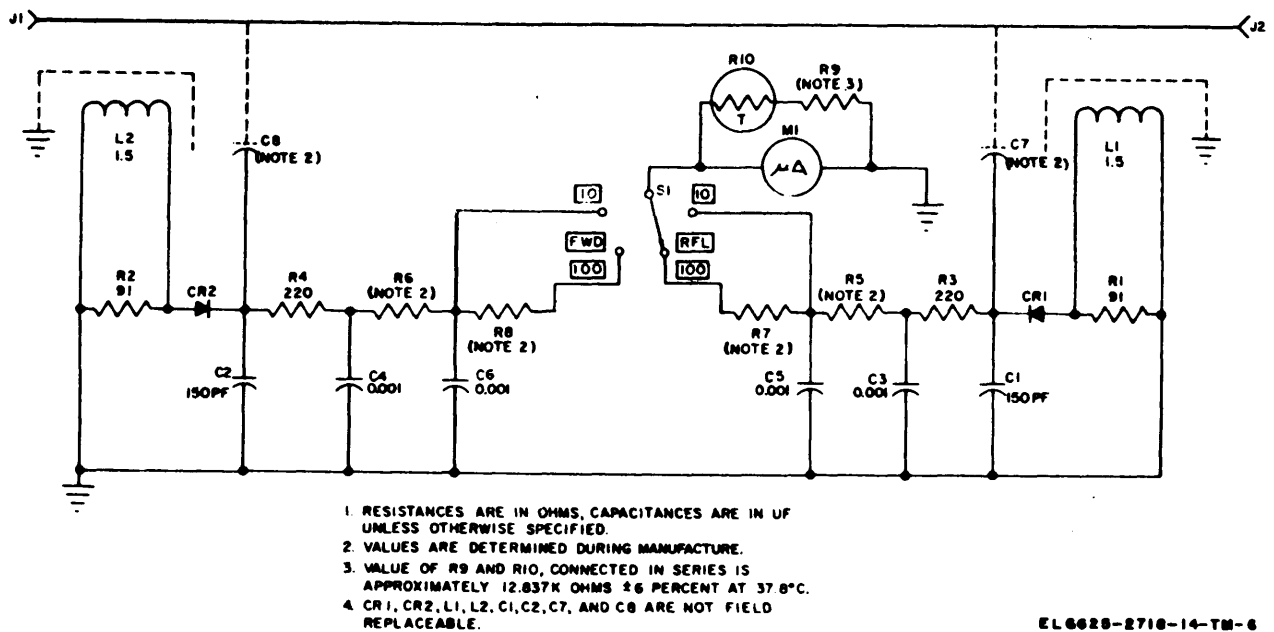 J1
J2
R10
R9
(NOTE 3)
T
M1
μA
L2
1.5
C8
(NOTE 2)
C7
(NOTE 2)
L1
1.5
S1
10
10
FWD
RFL
100
100
R2
91
CR2
R4
220
R6
(NOTE 2)
R8
(NOTE 2)
R7
(NOTE 2)
R5
(NOTE 2)
R3
220
CR1
R1
91
C2
150PF
C4
0.001
C6
0.001
C5
0.001
C3
0.001
C1
150PF
1. RESISTANCES ARE IN OHMS, CAPACITANCES ARE IN UF
UNLESS OTHERWISE SPECIFIED.
2. VALUES ARE DETERMINED DURING MANUFACTURE.
3. VALUE OF R9 AND R10, CONNECTED IN SERIES IS
APPROXIMATELY 12.837K OHMS ±6 PERCENT AT 37.8°C.
4. CR1, CR2, L1, L2, C1, C2, C7, AND C8 ARE NOT FIELD
REPLACEABLE.
EL6625-2718-14-TM-6